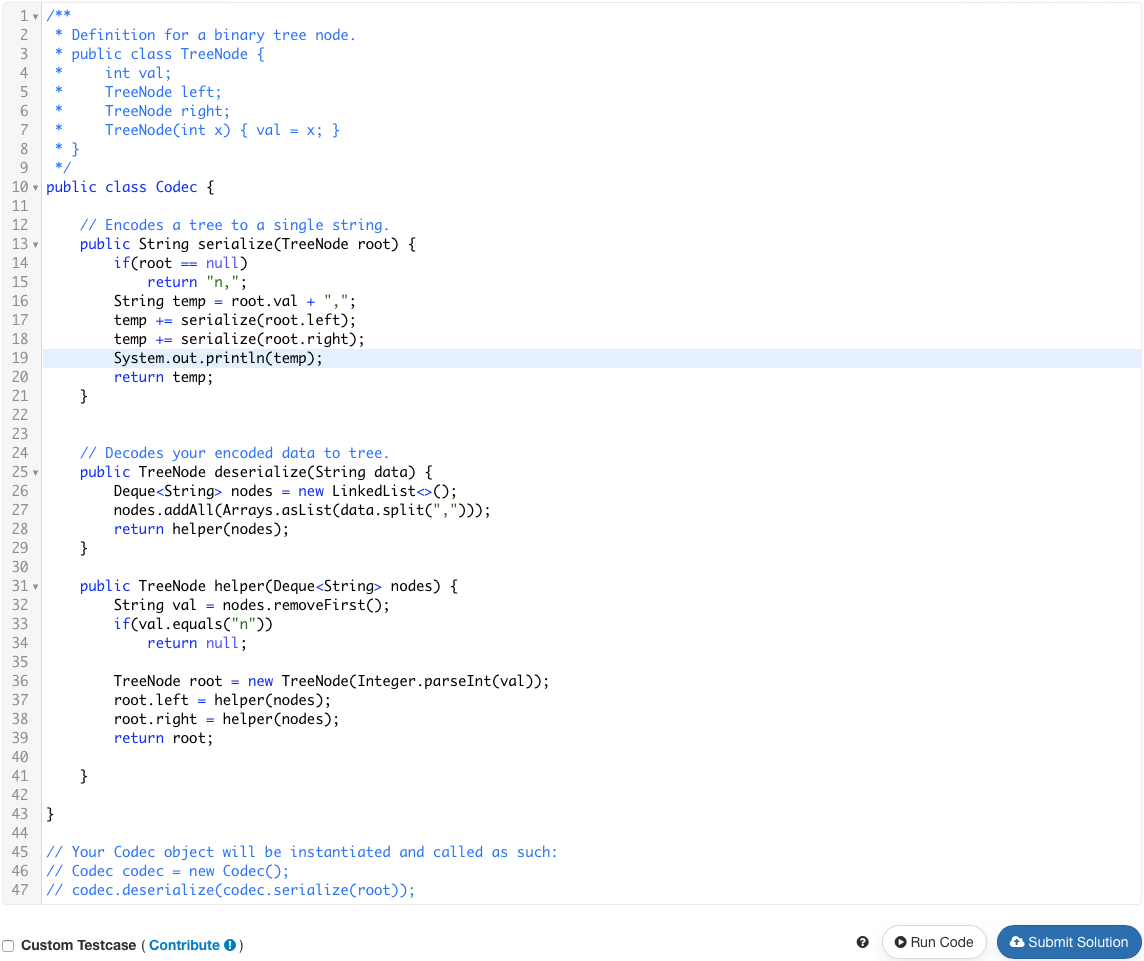 1 /**
2  * Definition for a binary tree node.
3  * public class TreeNode {
4  *     int val;
5  *     TreeNode left;
6  *     TreeNode right;
7  *     TreeNode(int x) { val = x; }
8  * }
9  */
10 public class Codec {
11
12     // Encodes a tree to a single string.
13     public String serialize(TreeNode root) {
14         if(root == null)
15             return "n,";
16         String temp = root.val + ",";
17         temp += serialize(root.left);
18         temp += serialize(root.right);
19         System.out.println(temp);
20         return temp;
21     }
22
23
24     // Decodes your encoded data to tree.
25     public TreeNode deserialize(String data) {
26         Deque<String> nodes = new LinkedList<>();
27         nodes.addAll(Arrays.asList(data.split(",")));
28         return helper(nodes);
29     }
30
31     public TreeNode helper(Deque<String> nodes) {
32         String val = nodes.removeFirst();
33         if(val.equals("n"))
34             return null;
35
36         TreeNode root = new TreeNode(Integer.parseInt(val));
37         root.left = helper(nodes);
38         root.right = helper(nodes);
39         return root;
40
41     }
42
43 }
44
45 // Your Codec object will be instantiated and called as such:
46 // Codec codec = new Codec();
47 // codec.deserialize(codec.serialize(root));
Custom Testcase ( Contribute ! ) ? Run Code Submit Solution